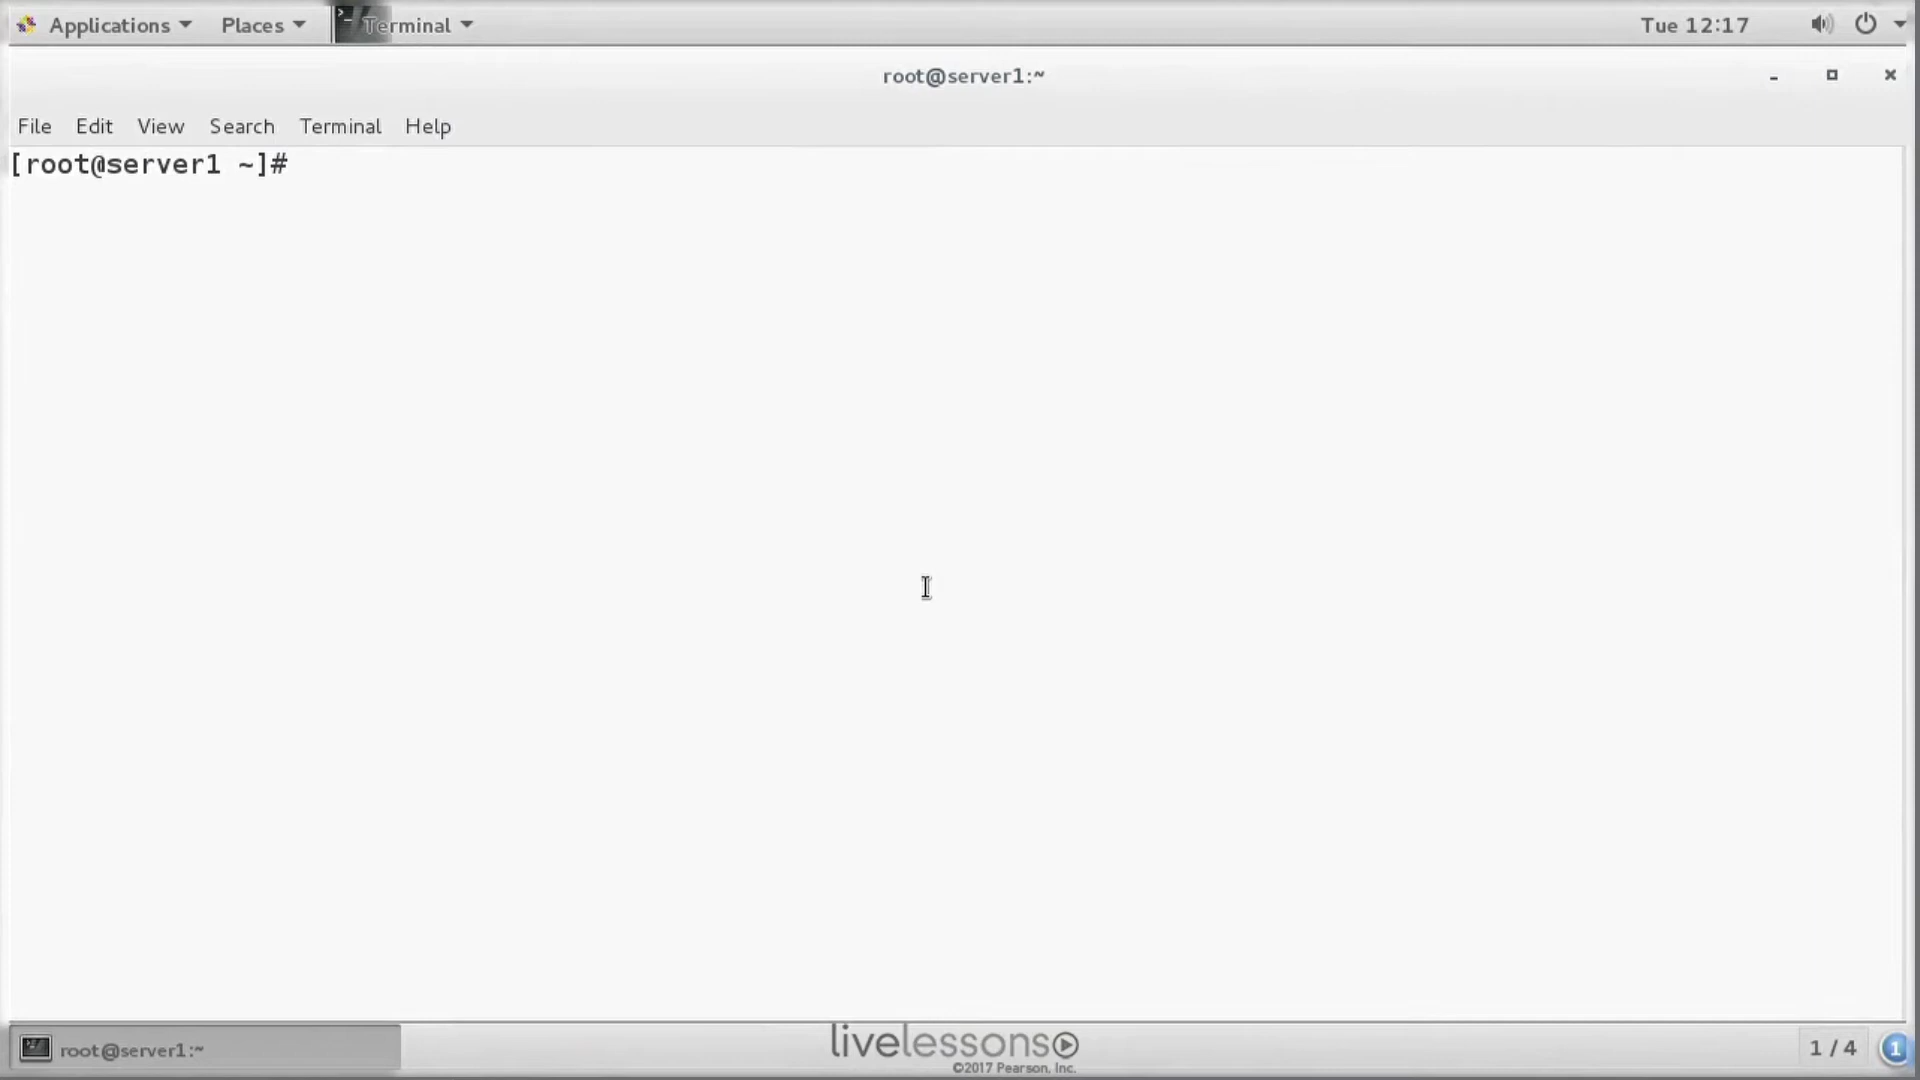 Applications Places Terminal Tue 12:17
root@server1:~
File Edit View Search Terminal Help
[root@server1 ~]#
root@server1:~ livelessons 1 / 4 1
©2017 Pearson, Inc.